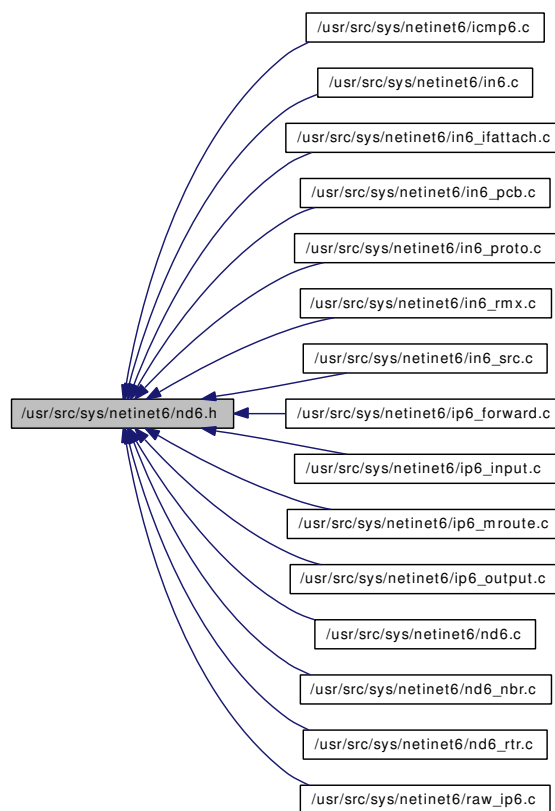 /usr/src/sys/netinet6/icmp6.c
/usr/src/sys/netinet6/in6.c
/usr/src/sys/netinet6/in6_ifattach.c
/usr/src/sys/netinet6/in6_pcb.c
/usr/src/sys/netinet6/in6_proto.c
/usr/src/sys/netinet6/in6_rmx.c
/usr/src/sys/netinet6/in6_src.c
/usr/src/sys/netinet6/nd6.h
/usr/src/sys/netinet6/ip6_forward.c
/usr/src/sys/netinet6/ip6_input.c
/usr/src/sys/netinet6/ip6_mroute.c
/usr/src/sys/netinet6/ip6_output.c
/usr/src/sys/netinet6/nd6.c
/usr/src/sys/netinet6/nd6_nbr.c
/usr/src/sys/netinet6/nd6_rtr.c
/usr/src/sys/netinet6/raw_ip6.c